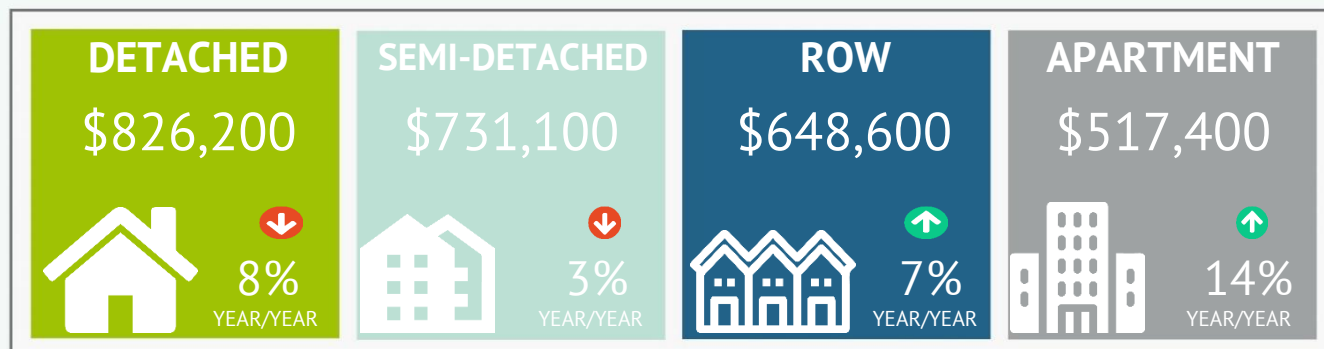 DETACHED
$826,200
8%
YEAR/YEAR
SEMI-DETACHED
$731,100
3%
YEAR/YEAR
ROW
$648,600
7%
YEAR/YEAR
APARTMENT
$517,400
14%
YEAR/YEAR